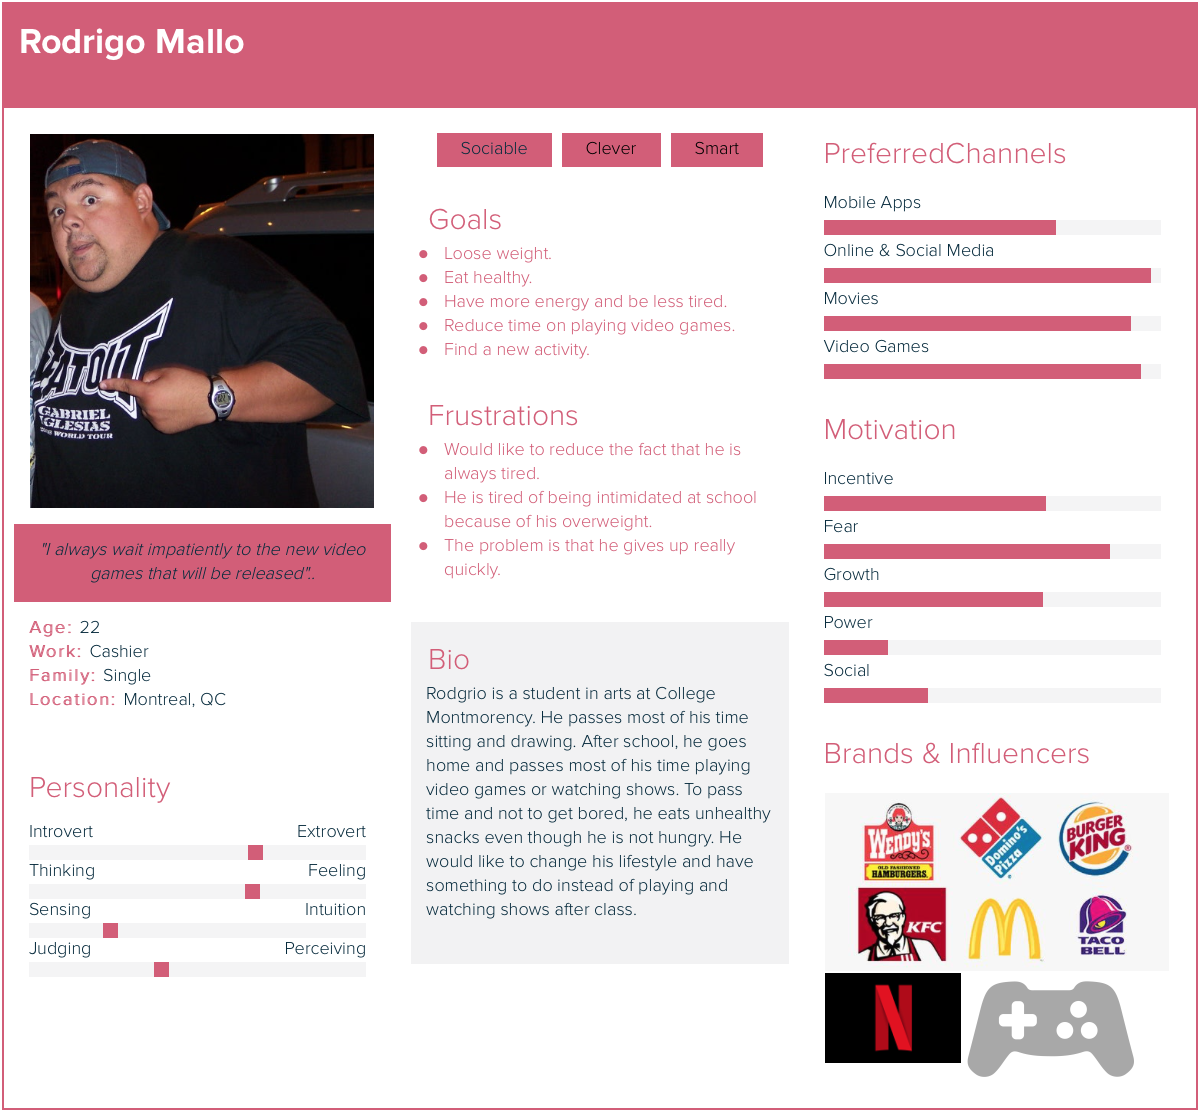 Rodrigo Mallo
TAPOUT
GABRIEL
IGLESIAS
WORLD TOUR
"I always wait impatiently to the new video
games that will be released"..
Age: 22
Work: Cashier
Family: Single
Location: Montreal, QC
Personality
Introvert Extrovert
Thinking Feeling
Sensing Intuition
Judging Perceiving
Sociable Clever Smart
Goals
● Loose weight.
● Eat healthy.
● Have more energy and be less tired.
● Reduce time on playing video games.
● Find a new activity.
Frustrations
● Would like to reduce the fact that he is
always tired.
● He is tired of being intimidated at school
because of his overweight.
● The problem is that he gives up really
quickly.
Bio
Rodgrio is a student in arts at College
Montmorency. He passes most of his time
sitting and drawing. After school, he goes
home and passes most of his time playing
video games or watching shows. To pass
time and not to get bored, he eats unhealthy
snacks even though he is not hungry. He
would like to change his lifestyle and have
something to do instead of playing and
watching shows after class.
PreferredChannels
Mobile Apps
Online & Social Media
Movies
Video Games
Motivation
Incentive
Fear
Growth
Power
Social
Brands & Influencers
WENDY'S
OLD FASHIONED
HAMBURGERS.
Domino's
Pizza
BURGER
KING
KFC
TACO
BELL
N